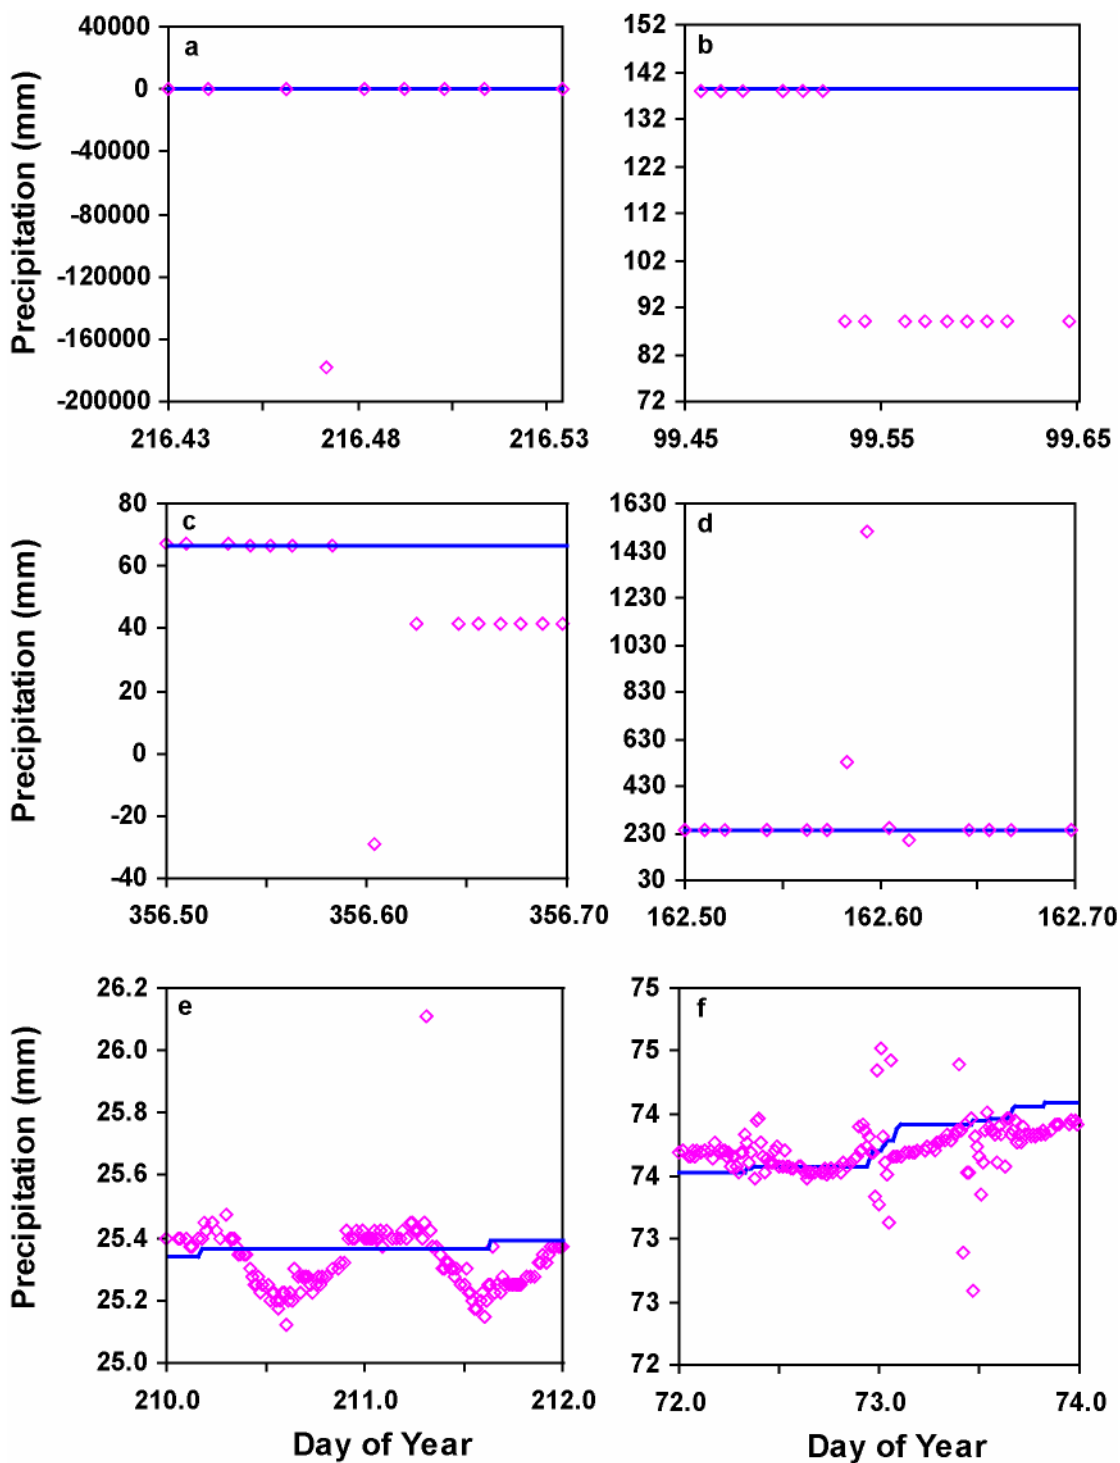 a
40000
0
-40000
-80000
-120000
-160000
-200000
216.43 216.48 216.53
Precipitation (mm)
b
152
142
132
122
112
102
92
82
72
99.45 99.55 99.65
c
80
60
40
20
0
-20
-40
356.50 356.60 356.70
Precipitation (mm)
d
1630
1430
1230
1030
830
630
430
230
30
162.50 162.60 162.70
e
26.2
26.0
25.8
25.6
25.4
25.2
25.0
210.0 211.0 212.0
Precipitation (mm)
Day of Year
f
75
75
74
74
73
73
72
72.0 73.0 74.0
Day of Year